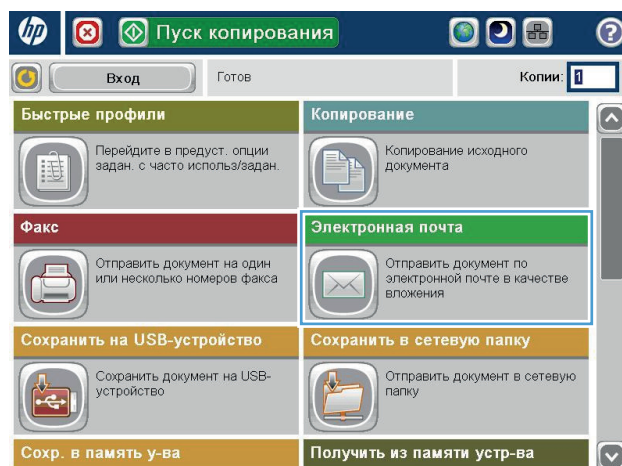 hp Пуск копирования ?
Вход Готов Копии: 1
Быстрые профили
Перейдите в предуст. опции
задан. с часто использ/задан.
Копирование
Копирование исходного
документа
Факс
Отправить документ на один
или несколько номеров факса
Электронная почта
Отправить документ по
электронной почте в качестве
вложения
Сохранить на USB-устройство
Сохранить документ на USB-
устройство
Сохранить в сетевую папку
Отправить документ в сетевую
папку
Сохр. в память у-ва
Получить из памяти устр-ва